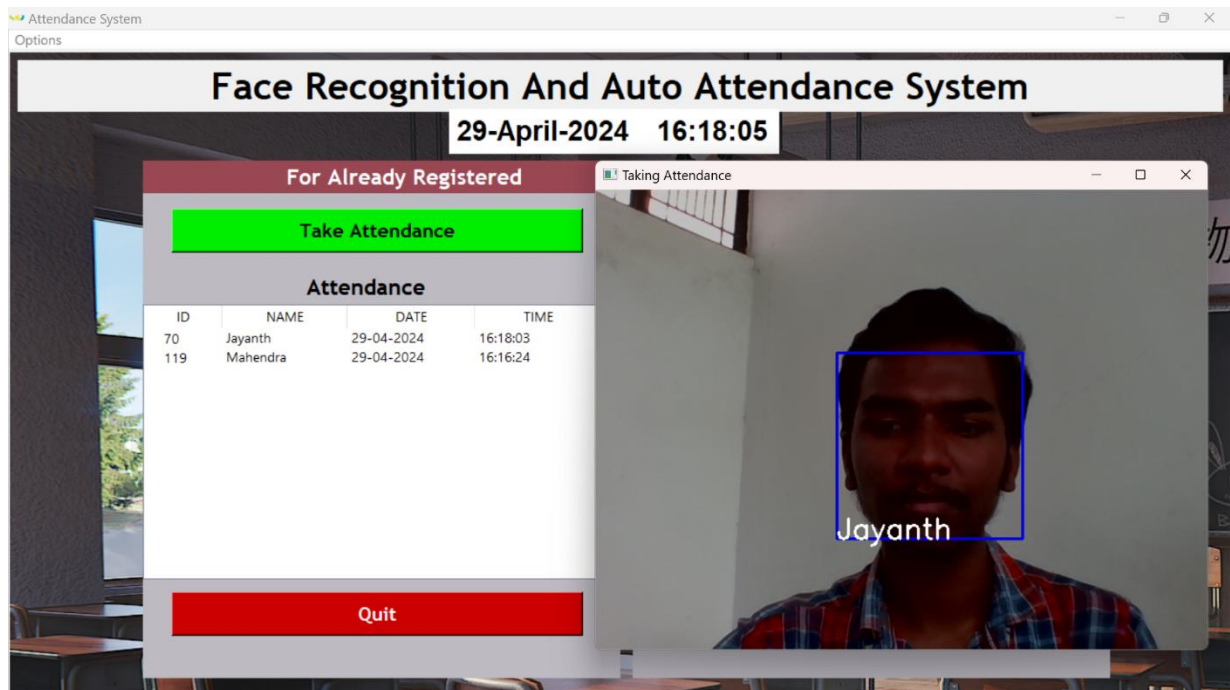 Attendance System
Options
Face Recognition And Auto Attendance System
29-April-2024 16:18:05
For Already Registered
Take Attendance
Attendance
ID NAME DATE TIME
70 Jayanth 29-04-2024 16:18:03
119 Mahendra 29-04-2024 16:16:24
Quit
Taking Attendance
物
Jayanth